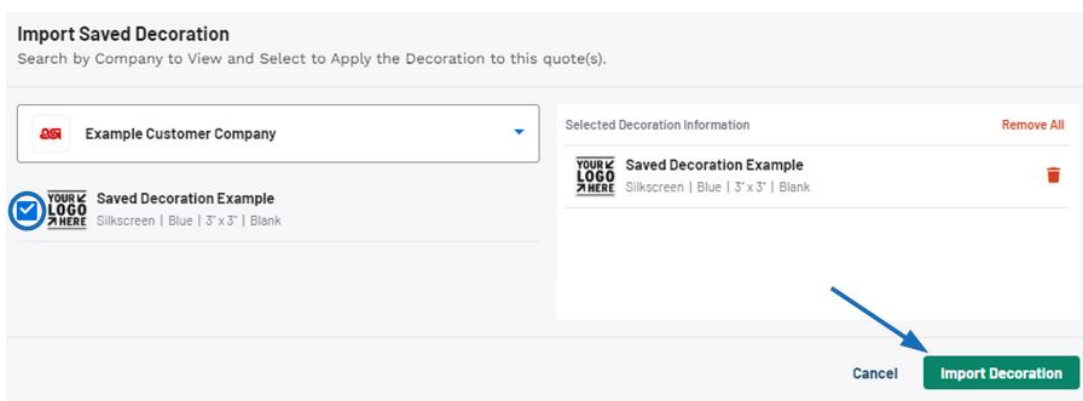 Import Saved Decoration
Search by Company to View and Select to Apply the Decoration to this quote(s).
asi Example Customer Company
YOUR LOGO HERE
Saved Decoration Example
Silkscreen | Blue | 3"x 3" | Blank
Selected Decoration Information Remove All
YOUR LOGO HERE
Saved Decoration Example
Silkscreen | Blue | 3"x 3" | Blank
Cancel Import Decoration